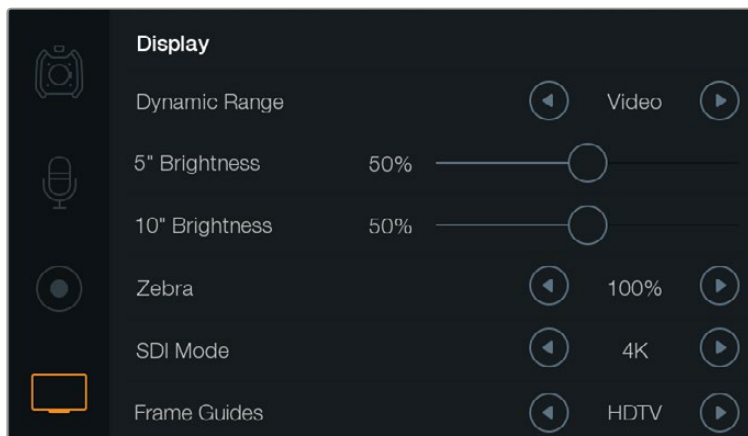 Display
Dynamic Range Video
5" Brightness 50%
10" Brightness 50%
Zebra 100%
SDI Mode 4K
Frame Guides HDTV